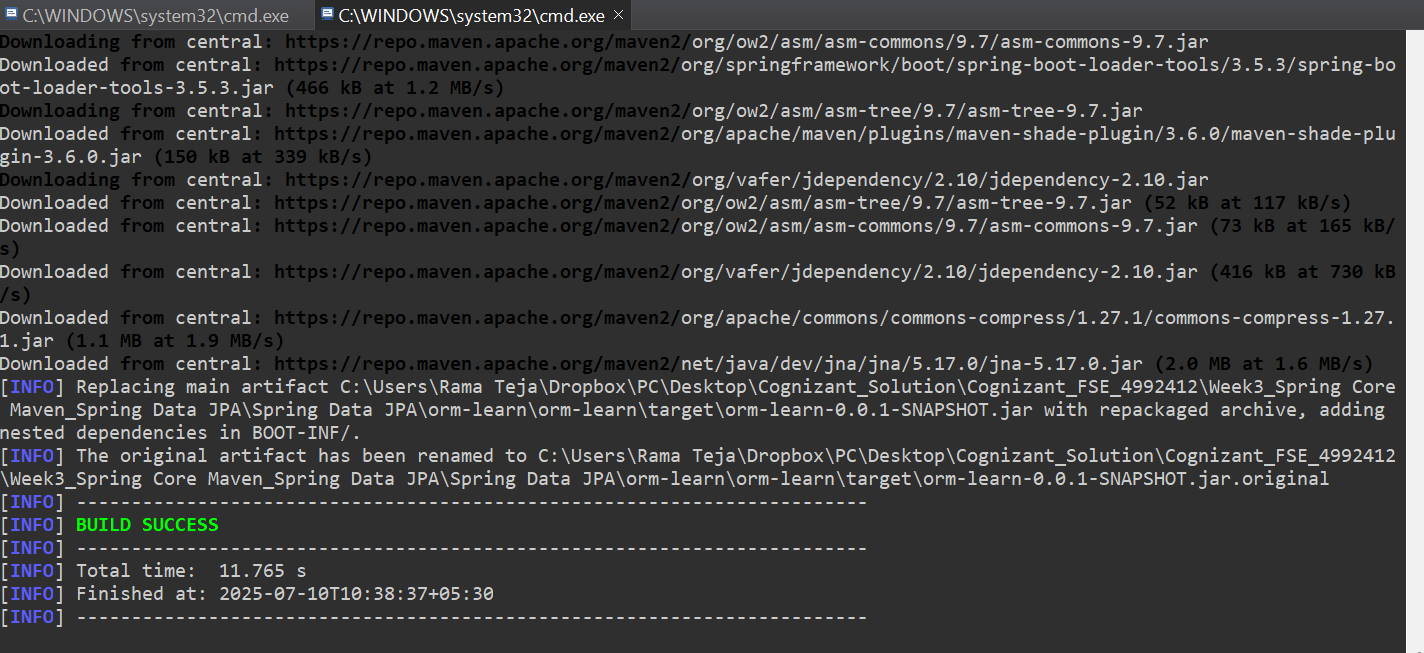 C:\WINDOWS\system32\cmd.exe C:\WINDOWS\system32\cmd.exe
Downloading from central: https://repo.maven.apache.org/maven2/org/ow2/asm/asm-commons/9.7/asm-commons-9.7.jar
Downloaded from central: https://repo.maven.apache.org/maven2/org/springframework/boot/spring-boot-loader-tools/3.5.3/spring-bo
ot-loader-tools-3.5.3.jar (466 kB at 1.2 MB/s)
Downloading from central: https://repo.maven.apache.org/maven2/org/ow2/asm/asm-tree/9.7/asm-tree-9.7.jar
Downloaded from central: https://repo.maven.apache.org/maven2/org/apache/maven/plugins/maven-shade-plugin/3.6.0/maven-shade-plu
gin-3.6.0.jar (150 kB at 339 kB/s)
Downloading from central: https://repo.maven.apache.org/maven2/org/vafer/jdependency/2.10/jdependency-2.10.jar
Downloaded from central: https://repo.maven.apache.org/maven2/org/ow2/asm/asm-tree/9.7/asm-tree-9.7.jar (52 kB at 117 kB/s)
Downloaded from central: https://repo.maven.apache.org/maven2/org/ow2/asm/asm-commons/9.7/asm-commons-9.7.jar (73 kB at 165 kB/
s)
Downloaded from central: https://repo.maven.apache.org/maven2/org/vafer/jdependency/2.10/jdependency-2.10.jar (416 kB at 730 kB
/s)
Downloaded from central: https://repo.maven.apache.org/maven2/org/apache/commons/commons-compress/1.27.1/commons-compress-1.27.
1.jar (1.1 MB at 1.9 MB/s)
Downloaded from central: https://repo.maven.apache.org/maven2/net/java/dev/jna/jna/5.17.0/jna-5.17.0.jar (2.0 MB at 1.6 MB/s)
[INFO] Replacing main artifact C:\Users\Rama Teja\Dropbox\PC\Desktop\Cognizant_Solution\Cognizant_FSE_4992412\Week3_Spring Core
 Maven_Spring Data JPA\Spring Data JPA\orm-learn\orm-learn\target\orm-learn-0.0.1-SNAPSHOT.jar with repackaged archive, adding
nested dependencies in BOOT-INF/.
[INFO] The original artifact has been renamed to C:\Users\Rama Teja\Dropbox\PC\Desktop\Cognizant_Solution\Cognizant_FSE_4992412
\Week3_Spring Core Maven_Spring Data JPA\Spring Data JPA\orm-learn\orm-learn\target\orm-learn-0.0.1-SNAPSHOT.jar.original
[INFO] ------------------------------------------------------------------------
[INFO] BUILD SUCCESS
[INFO] ------------------------------------------------------------------------
[INFO] Total time:  11.765 s
[INFO] Finished at: 2025-07-10T10:38:37+05:30
[INFO] ------------------------------------------------------------------------